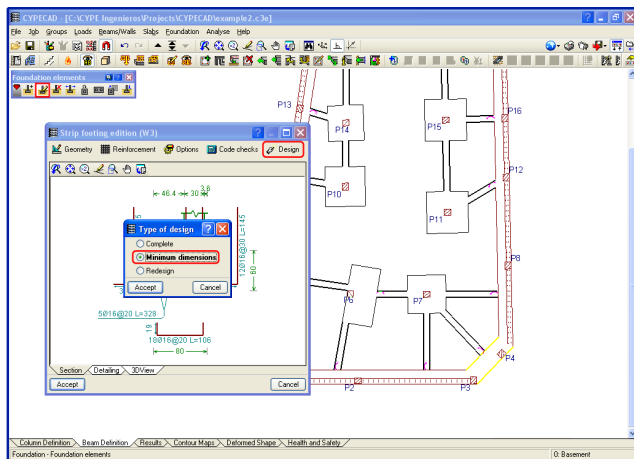 CYPECAD - [C:\CYPE Ingenieros\Projects\CYPECAD\example2.c3e]
File Job Groups Loads Beams/Walls Slabs Foundation Analyse Help
Foundation elements
P13
P14
P15
P16
Strip footing edition (W3)
Geometry Reinforcement Options Code checks Design
P12
P10
P11
46.4 30 3.6
Type of design
Complete
Minimum dimensions
Redesign
Accept Cancel
12Ø16@30 L=145
60
5Ø16@20 L=328
19
18Ø16@20 L=106
80
P8
P6
P7
P4
Section Detailing 3DView
Accept Cancel
P2
P3
Column Definition Beam Definition Results Contour Maps Deformed Shape Health and Safety
Foundation - Foundation elements
0: Basement